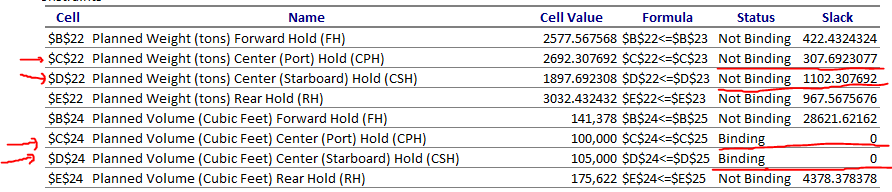 Cell Name Cell Value Formula Status Slack
$B$22 Planned Weight (tons) Forward Hold (FH) 2577.567568 $B$22<=$B$23 Not Binding 422.4324324
$C$22 Planned Weight (tons) Center (Port) Hold (CPH) 2692.307692 $C$22<=$C$23 Not Binding 307.6923077
$D$22 Planned Weight (tons) Center (Starboard) Hold (CSH) 1897.692308 $D$22<=$D$23 Not Binding 1102.307692
$E$22 Planned Weight (tons) Rear Hold (RH) 3032.432432 $E$22<=$E$23 Not Binding 967.5675676
$B$24 Planned Volume (Cubic Feet) Forward Hold (FH) 141,378 $B$24<=$B$25 Not Binding 28621.62162
$C$24 Planned Volume (Cubic Feet) Center (Port) Hold (CPH) 100,000 $C$24<=$C$25 Binding 0
$D$24 Planned Volume (Cubic Feet) Center (Starboard) Hold (CSH) 105,000 $D$24<=$D$25 Binding 0
$E$24 Planned Volume (Cubic Feet) Rear Hold (RH) 175,622 $E$24<=$E$25 Not Binding 4378.378378